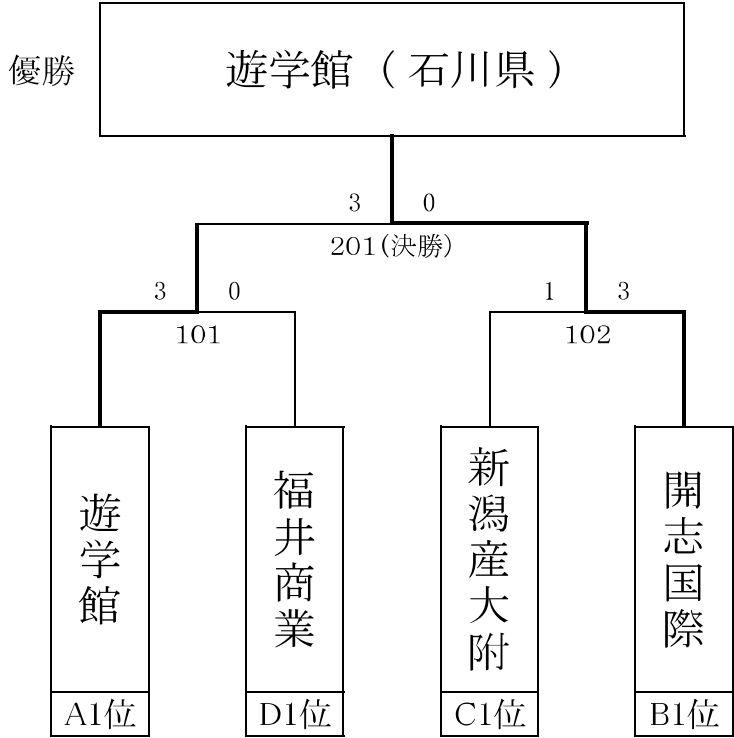 優勝
遊学館（石川県）
3 0
201(決勝)
3 0
1 3
101
102
遊学館
福井商業
新潟産大附
開志国際
A1位
D1位
C1位
B1位